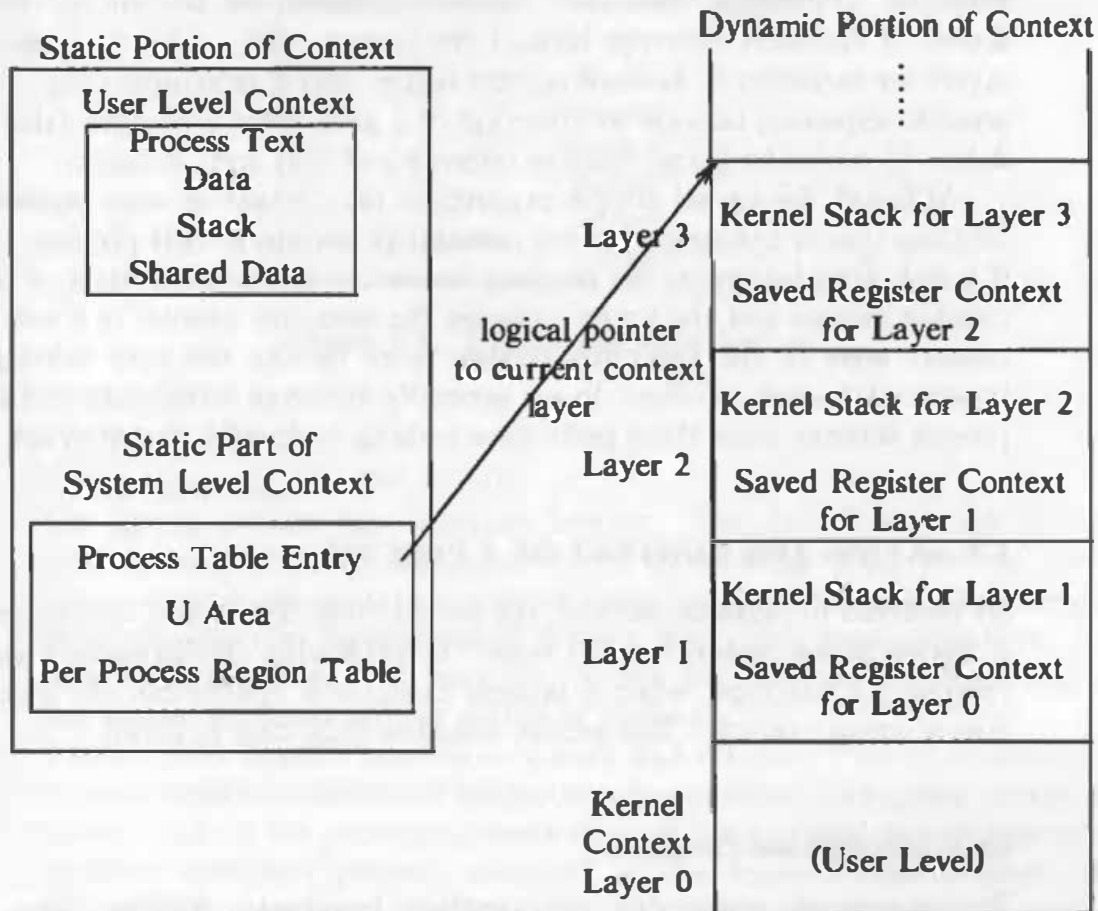 Static Portion of Context
User Level Context
Process Text
Data
Stack
Shared Data
Static Part of
System Level Context
Process Table Entry
U Area
Per Process Region Table
logical pointer
to current context
layer
Dynamic Portion of Context
Layer 3
Kernel Stack for Layer 3
Saved Register Context
for Layer 2
Layer 2
Kernel Stack for Layer 2
Saved Register Context
for Layer 1
Layer 1
Kernel Stack for Layer 1
Saved Register Context
for Layer 0
Kernel
Context
Layer 0
(User Level)